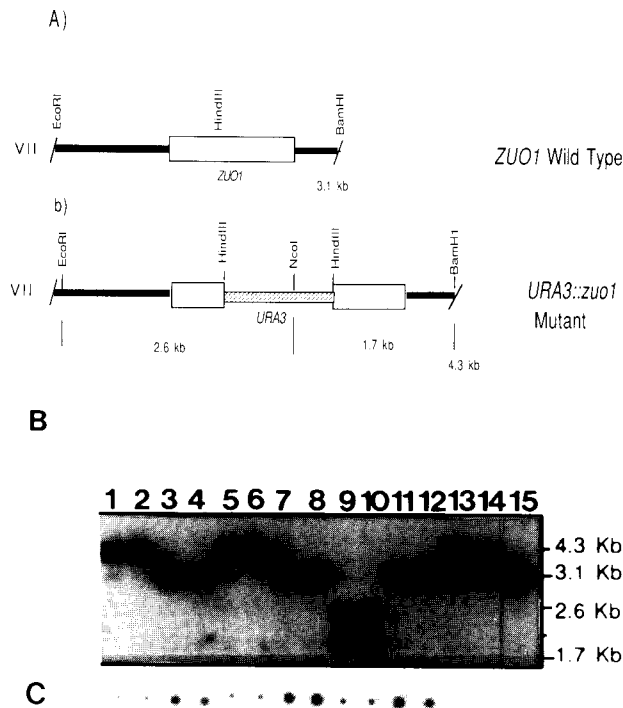 A)
EcoRI
HindIII
BamHI
VII
ZUO1
3.1 kb
ZUO1 Wild Type
b)
EcoRI
HindIII
NcoI
HindIII
BamH1
VII
URA3
URA3::zuo1
Mutant
2.6 kb
1.7 kb
4.3 kb
B
1 2 3 4 5 6 7 8 9 10 11 12 13 14 15
4.3 Kb
3.1 Kb
2.6 Kb
1.7 Kb
C